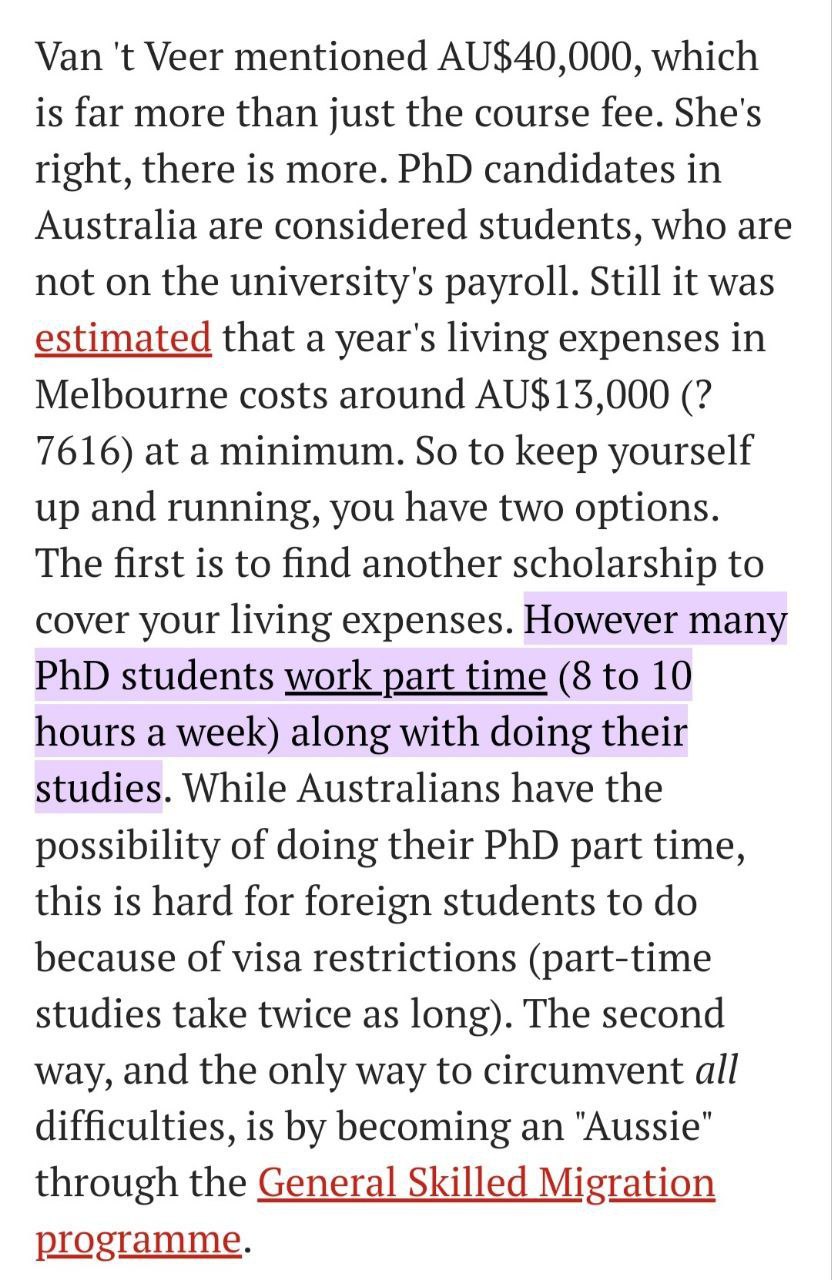 Van 't Veer mentioned AU$40,000, which
is far more than just the course fee. She's
right, there is more. PhD candidates in
Australia are considered students, who are
not on the university's payroll. Still it was
estimated that a year's living expenses in
Melbourne costs around AU$13,000 (?
7616) at a minimum. So to keep yourself
up and running, you have two options.
The first is to find another scholarship to
cover your living expenses. However many
PhD students work part time (8 to 10
hours a week) along with doing their
studies. While Australians have the
possibility of doing their PhD part time,
this is hard for foreign students to do
because of visa restrictions (part-time
studies take twice as long). The second
way, and the only way to circumvent all
difficulties, is by becoming an "Aussie"
through the General Skilled Migration
programme.